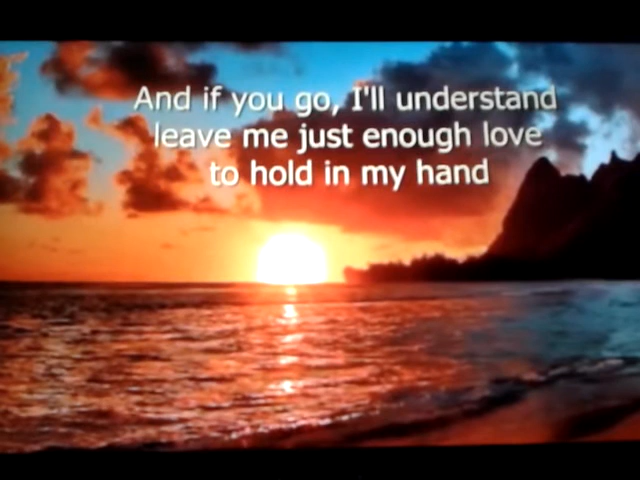 And if you go, I'll understand
leave me just enough love
to hold in my hand